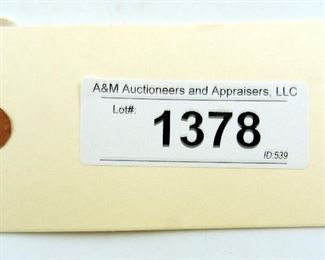 A&M Auctioneers and Appraisers, LLC
Lot#: 1378
ID:539